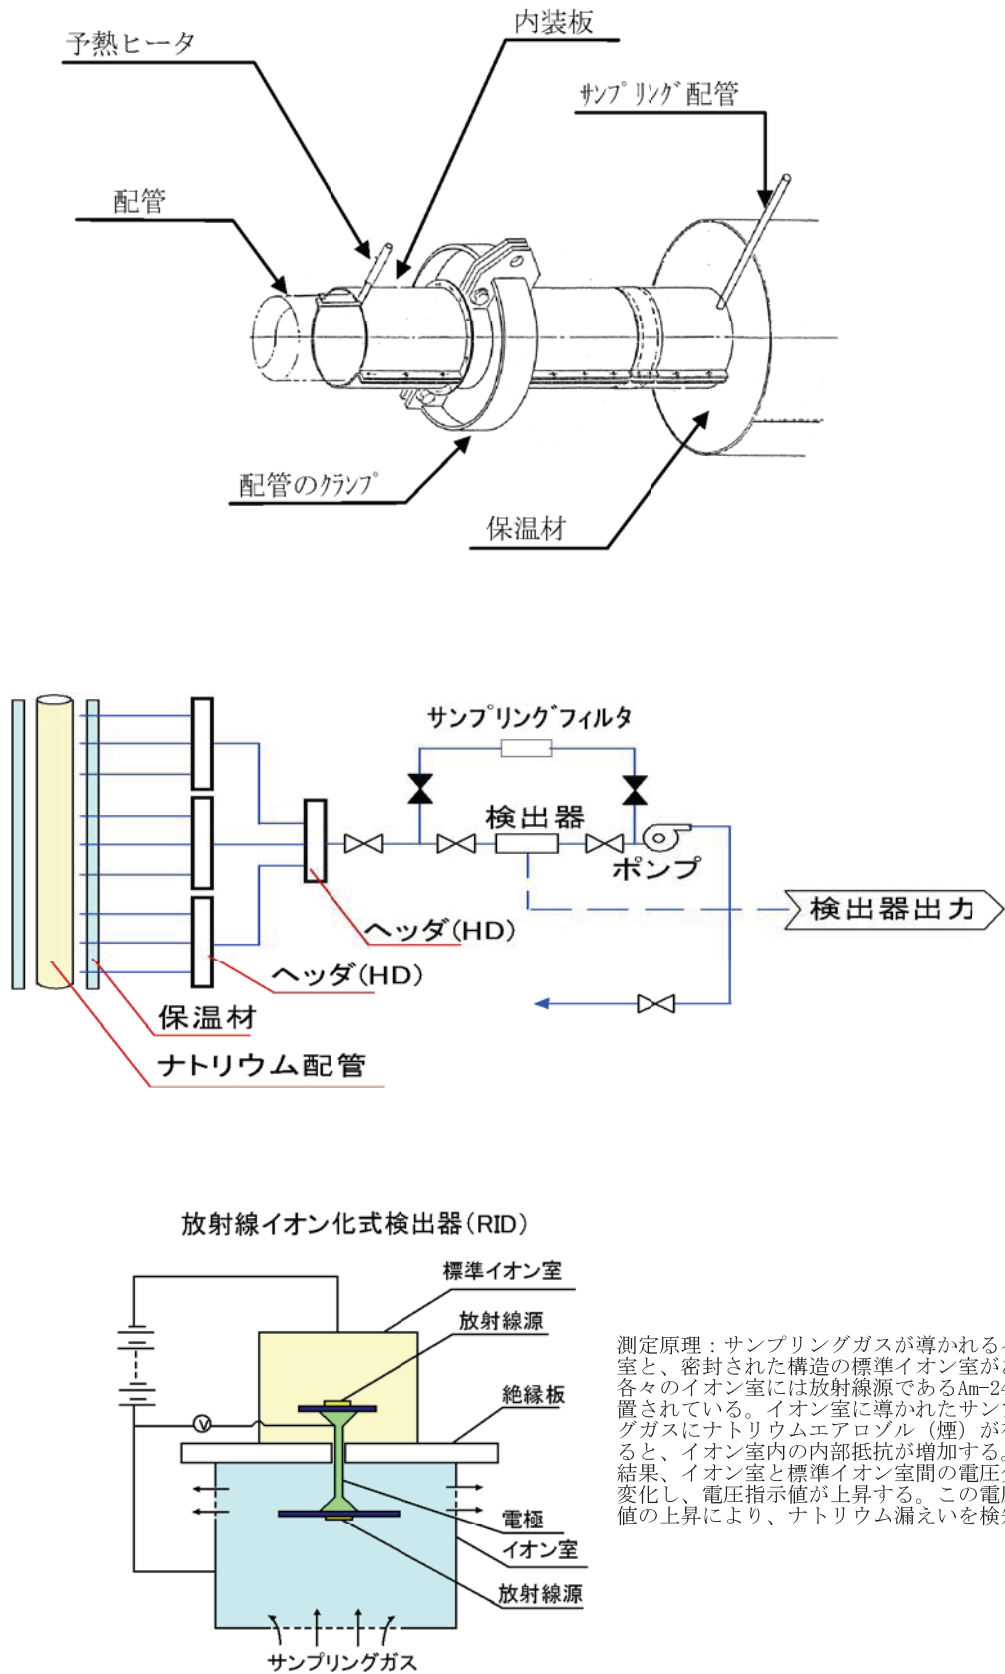 予熱ヒータ
内装板
サンプリング配管
配管
配管のクランプ
保温材
サンプリングフィルタ
検出器
ポンプ
検出器出力
ヘッダ(HD)
ヘッダ(HD)
保温材
ナトリウム配管
放射線イオン化式検出器(RID)
標準イオン室
放射線源
絶縁板
V
電極
イオン室
放射線源
サンプリングガス
測定原理:サンプリングガスが導かれる
室と、密封された構造の標準イオン室が
各々のイオン室には放射線源であるAm-24
置されている。イオン室に導かれたサン
グガスにナトリウムエアロゾル(煙)が
ると、イオン室内の内部抵抗が増加する。
結果、イオン室と標準イオン室間の電圧
変化し、電圧指示値が上昇する。この電
値の上昇により、ナトリウム漏えいを検